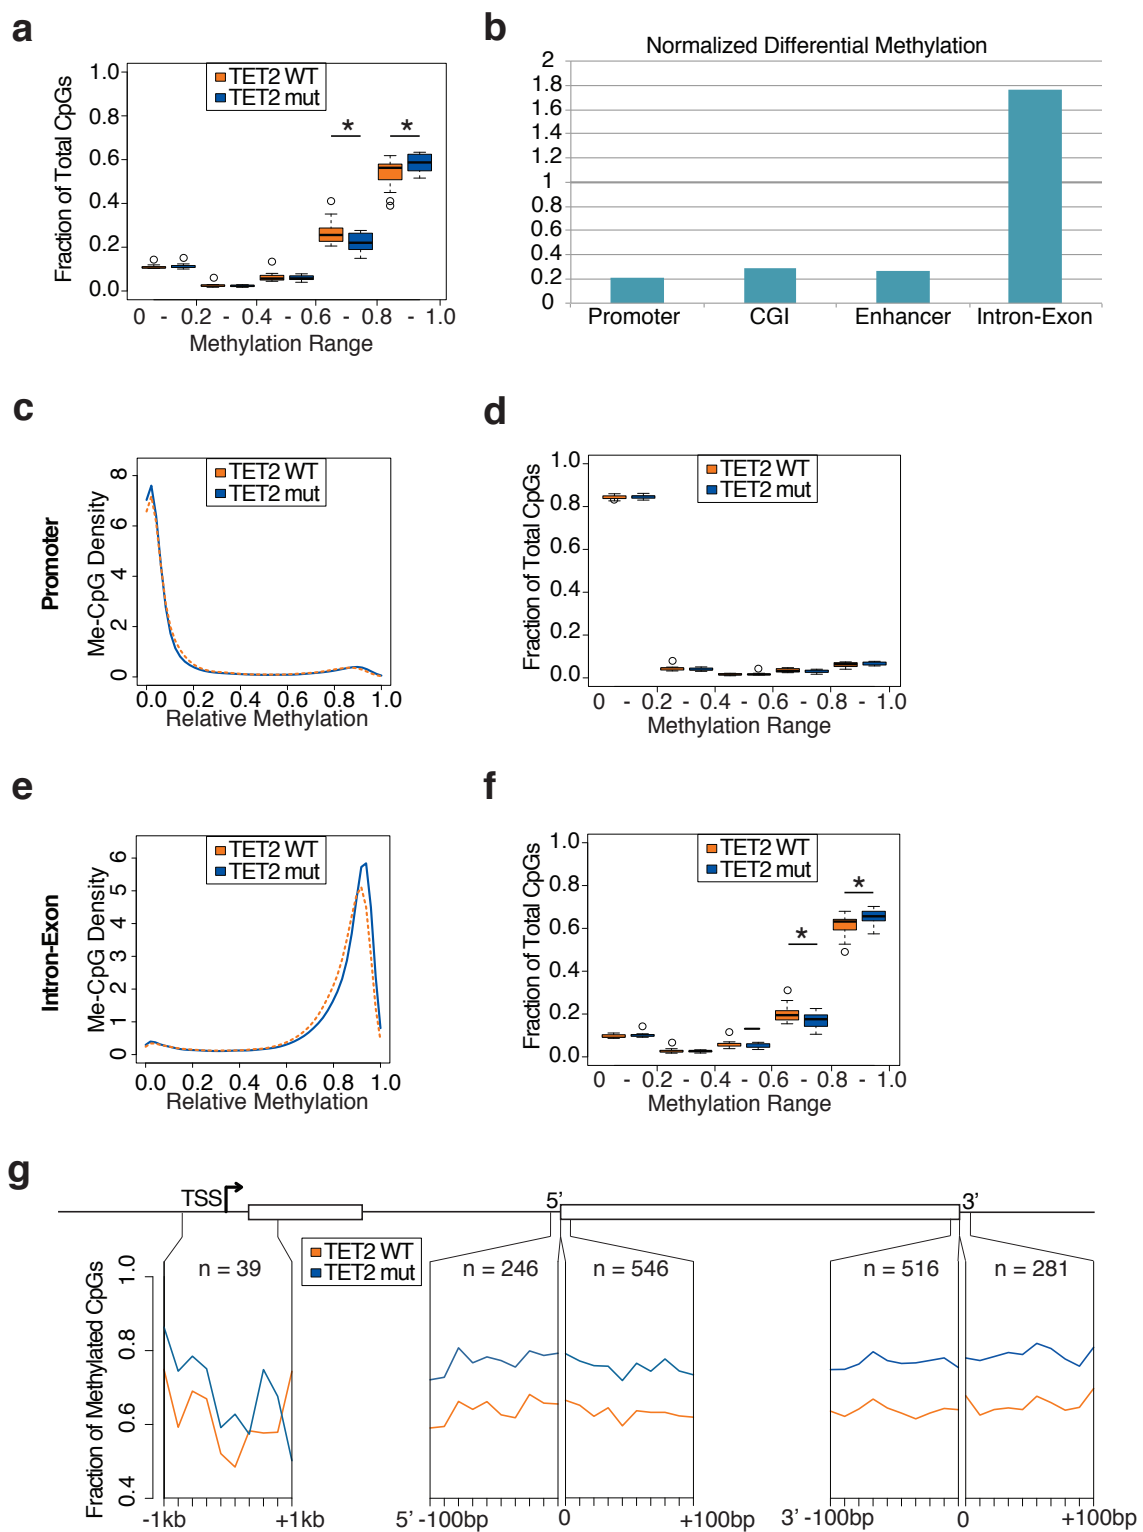 a
TET2 WT
TET2 mut
Fraction of Total CpGs
1.0
0.8
0.6
0.4
0.2
0.0
* *
0 - 0.2 - 0.4 - 0.6 - 0.8 - 1.0
Methylation Range
b
Normalized Differential Methylation
2
1.8
1.6
1.4
1.2
1
0.8
0.6
0.4
0.2
0
Promoter CGI Enhancer Intron-Exon
c
Promoter
TET2 WT
TET2 mut
Me-CpG Density
8
6
4
2
0
0.0 0.2 0.4 0.6 0.8 1.0
Relative Methylation
d
TET2 WT
TET2 mut
Fraction of Total CpGs
1.0
0.8
0.6
0.4
0.2
0.0
0 - 0.2 - 0.4 - 0.6 - 0.8 - 1.0
Methylation Range
e
Intron-Exon
TET2 WT
TET2 mut
Me-CpG Density
6
5
4
3
2
1
0
0.0 0.2 0.4 0.6 0.8 1.0
Relative Methylation
f
TET2 WT
TET2 mut
Fraction of Total CpGs
1.0
0.8
0.6
0.4
0.2
0.0
* *
0 - 0.2 - 0.4 - 0.6 - 0.8 - 1.0
Methylation Range
g
TSS 5’ 3’
TET2 WT
TET2 mut
n = 39 n = 246 n = 546 n = 516 n = 281
Fraction of Methylated CpGs
1.0
0.8
0.6
0.4
-1kb +1kb 5’ -100bp 0 +100bp 3’ -100bp 0 +100bp